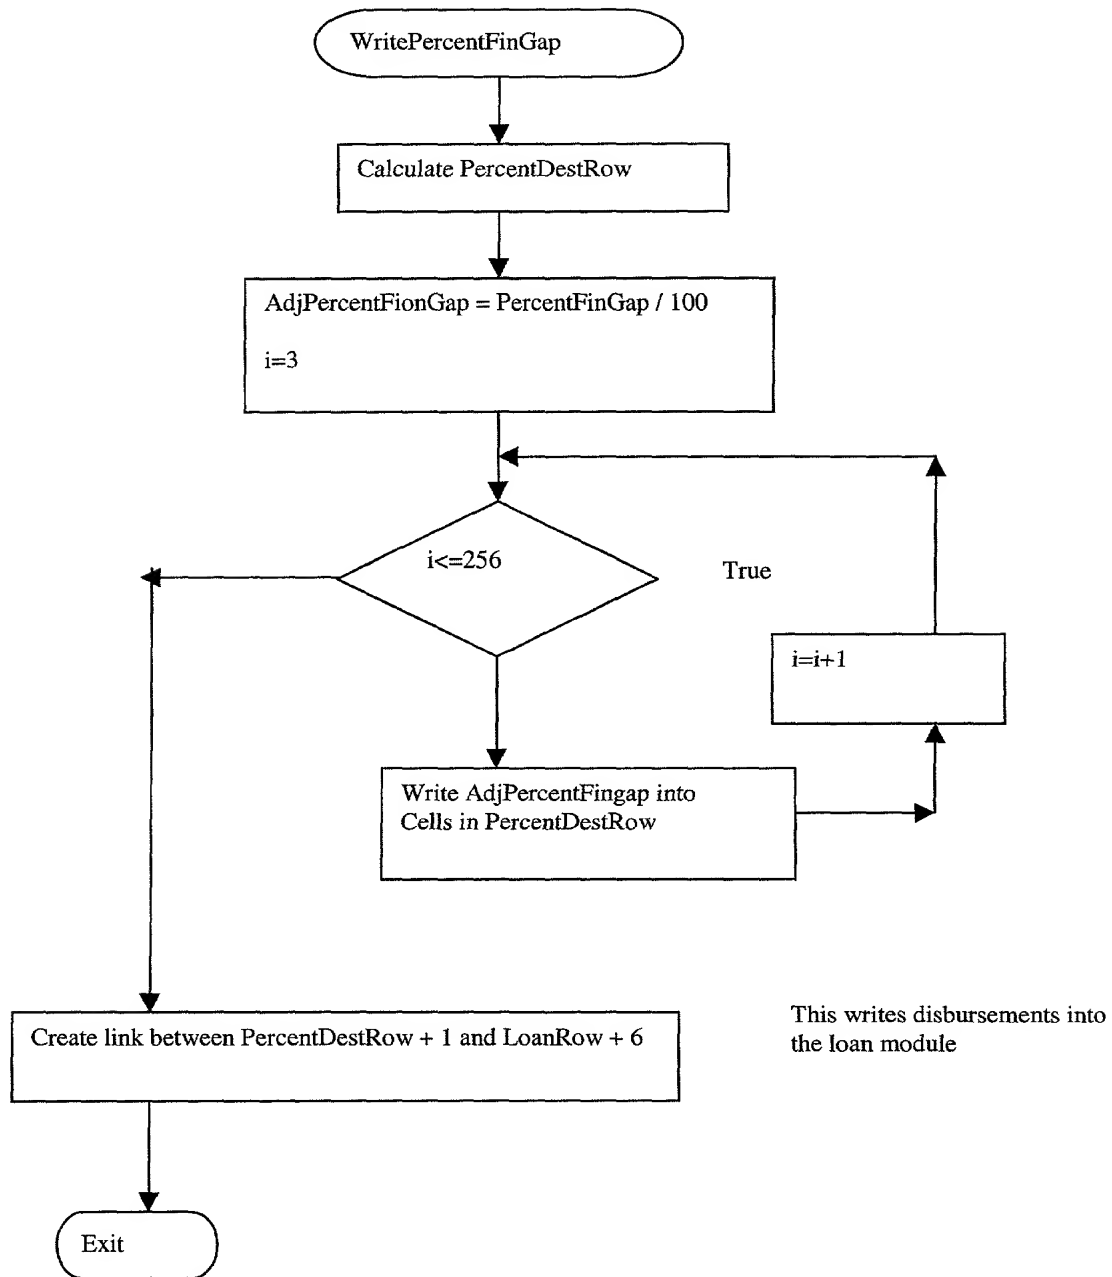 WritePercentFinGap
Calculate PercentDestRow
AdjPercentFionGap = PercentFinGap / 100
i=3
i<=256
True
i=i+1
Write AdjPercentFingap into
Cells in PercentDestRow
Create link between PercentDestRow + 1 and LoanRow + 6
This writes disbursements into
the loan module
Exit